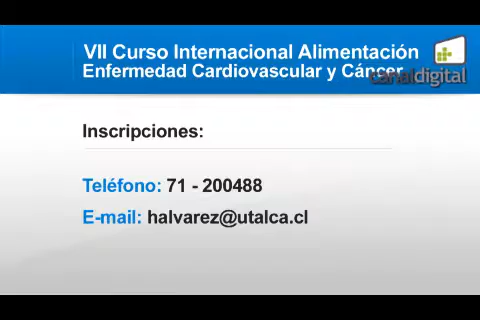 VII Curso Internacional Alimentación
Enfermedad Cardiovascular y Cáncer
canaldigital
Inscripciones:
Teléfono: 71 - 200488
E-mail: halvarez@utalca.cl